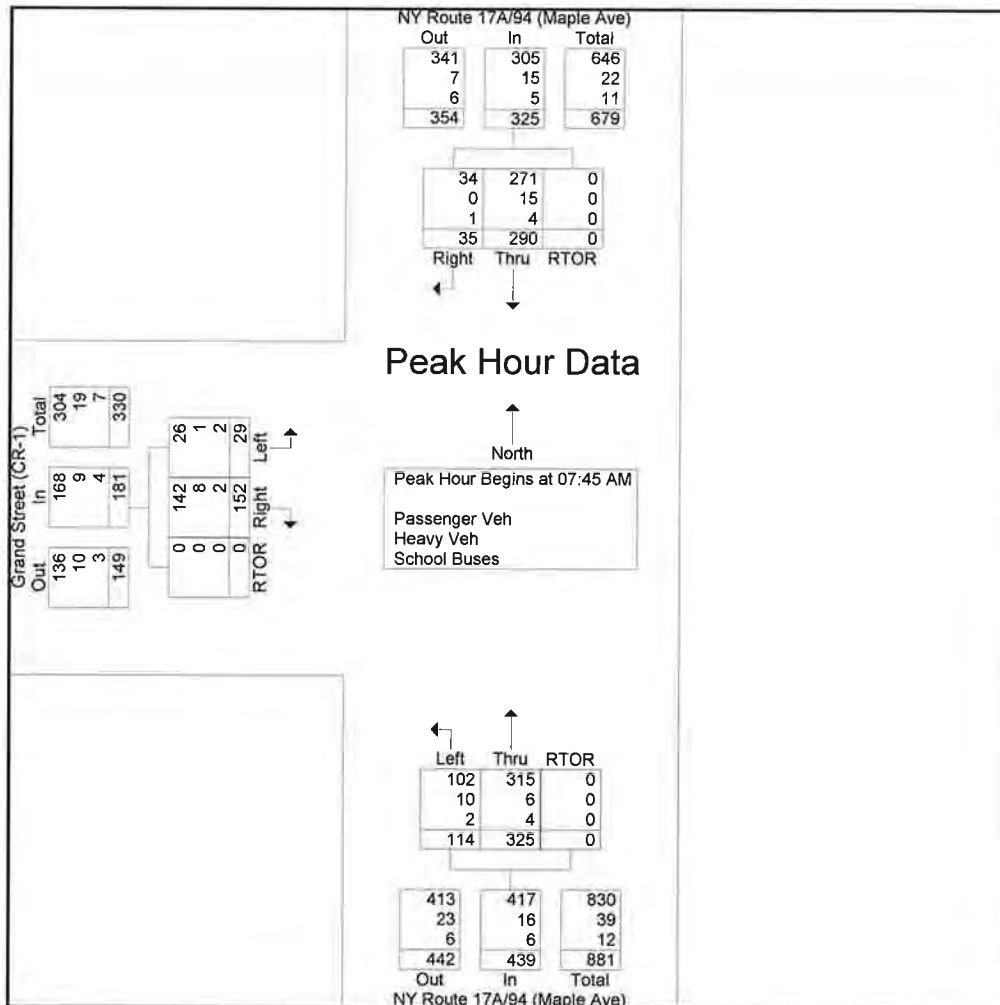 NY Route 17A/94 (Maple Ave)
Out In Total
341 305 646
7 15 22
6 5 11
354 325 679
34 271 0
0 15 0
1 4 0
35 290 0
Right Thru RTOR
Peak Hour Data
North
Peak Hour Begins at 07:45 AM
Passenger Veh
Heavy Veh
School Buses
Grand Street (CR-1)
Out In Total
136 168 304
10 9 19
3 4 7
149 181 330
0 142 26
0 8 1
0 2 2
0 152 29
RTOR Right Left
Left Thru RTOR
102 315 0
10 6 0
2 4 0
114 325 0
413 417 830
23 16 39
6 6 12
442 439 881
Out In Total
NY Route 17A/94 (Maple Ave)